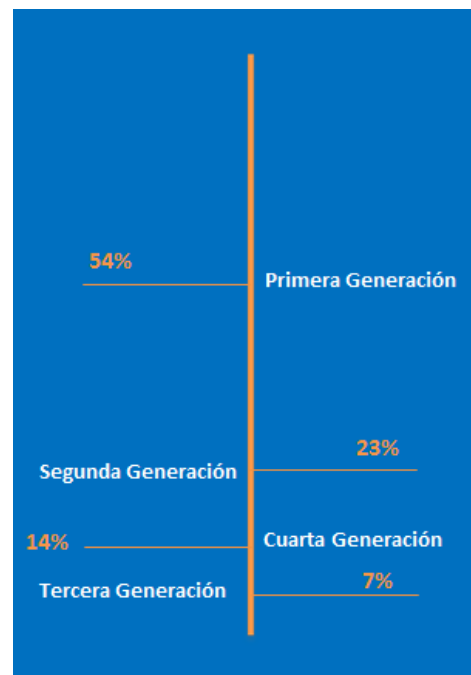 54%
Primera Generación
23%
Segunda Generación
14%
Cuarta Generación
Tercera Generación
7%